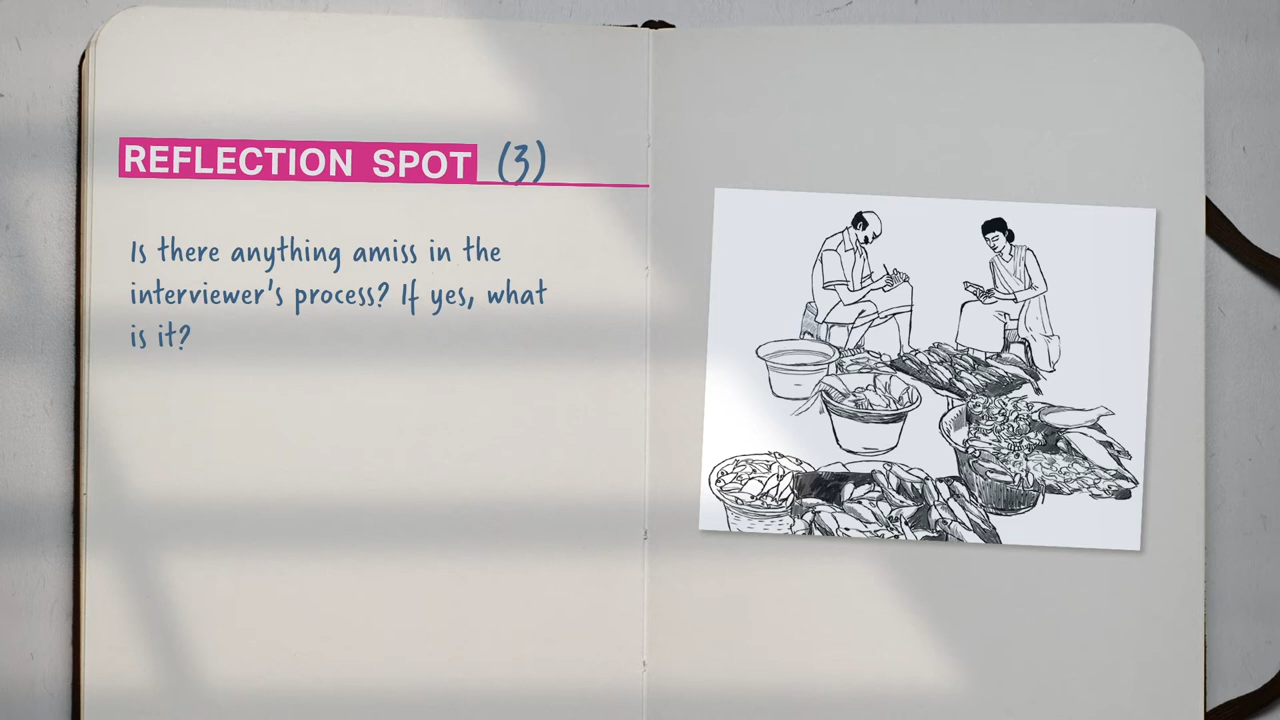 REFLECTION SPOT (3)
Is there anything amiss in the
interviewer's process? If yes, what
is it?